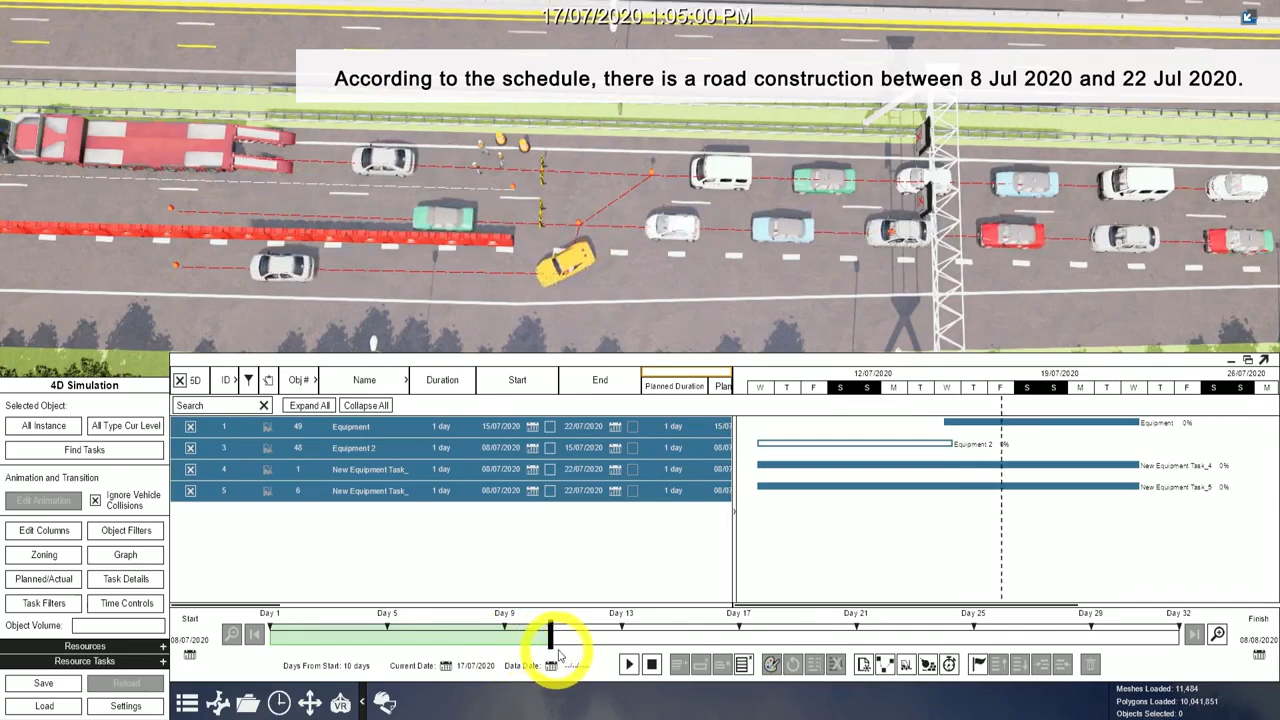 17/07/2020 1:05:00 PM
According to the schedule, there is a road construction between 8 Jul 2020 and 22 Jul 2020.
4D Simulation
Selected Object:
All Instance
All Type Cur Level
Find Tasks
Animation and Transition
Edit Animation
Ignore Vehicle Collisions
Edit Columns
Object Filters
Zoning
Graph
Planned/Actual
Task Details
Task Filters
Time Controls
Object Volume:
Resources +
Resource Tasks +
Save
Reload
Load
Settings
5D ID Obj # Name Duration Start End Planned Duration Plan
Search
Expand All
Collapse All
1 49 Equipment 1 day 15/07/2020 22/07/2020 1 day 15/07
3 48 Equipment 2 1 day 08/07/2020 15/07/2020 1 day 08/07
4 1 New Equipment Task_ 1 day 08/07/2020 22/07/2020 1 day 08/07
5 6 New Equipment Task_ 1 day 08/07/2020 22/07/2020 1 day 08/07
12/07/2020 19/07/2020 26/07/2020
W T F S S M T W T F S S M T W T F S S M
Equipment 0%
Equipment 2
New Equipment Task_4 0%
New Equipment Task_5 0%
Start
08/07/2020
Day 1 Day 5 Day 9 Day 13 Day 17 Day 21 Day 25 Day 29 Day 32
Finish
08/08/2020
Days From Start: 10 days Current Date: 17/07/2020 Data Date:
VR
Meshes Loaded: 11,484
Polygons Loaded: 10,041,851
Objects Selected: 0